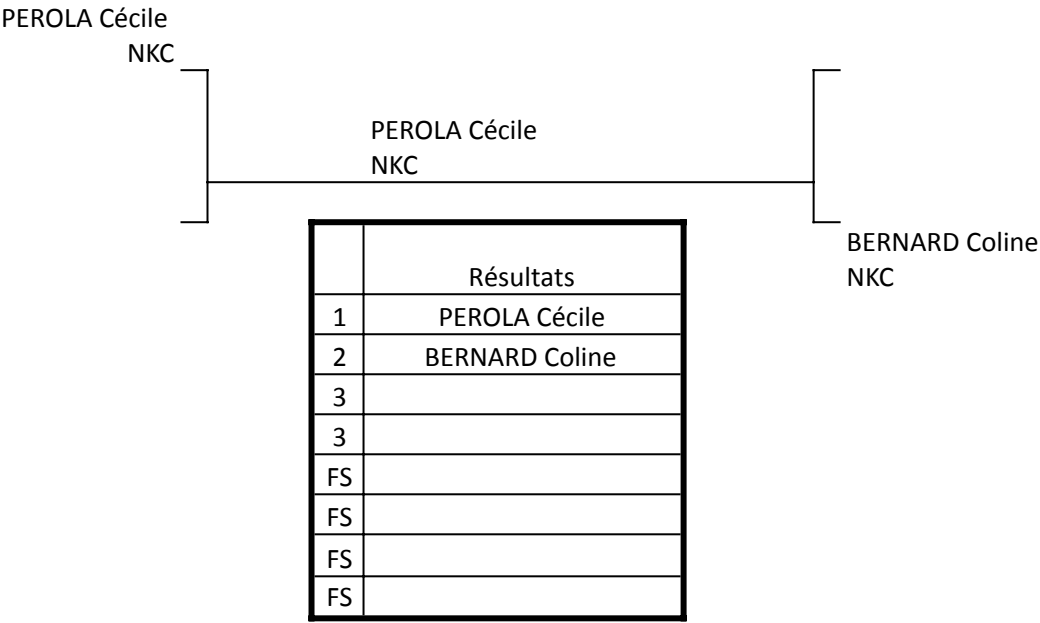 PEROLA Cécile
NKC
PEROLA Cécile
NKC
BERNARD Coline
NKC
Résultats
1 PEROLA Cécile
2 BERNARD Coline
3
3
FS
FS
FS
FS